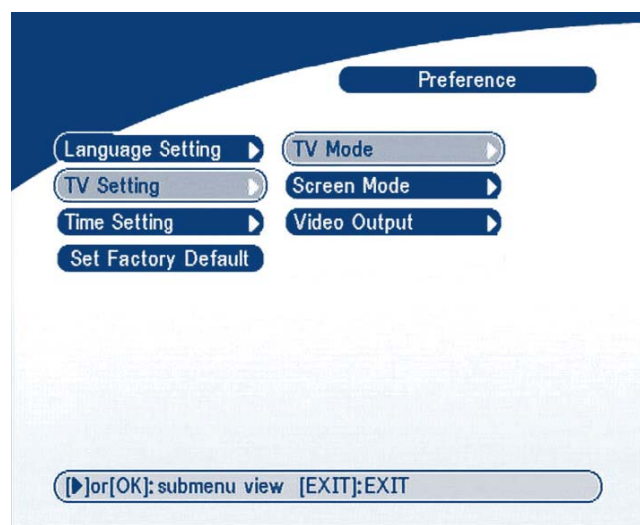 Preference
Language Setting
TV Setting
Time Setting
Set Factory Default
TV Mode
Screen Mode
Video Output
[▶]or[OK]: submenu view [EXIT]:EXIT